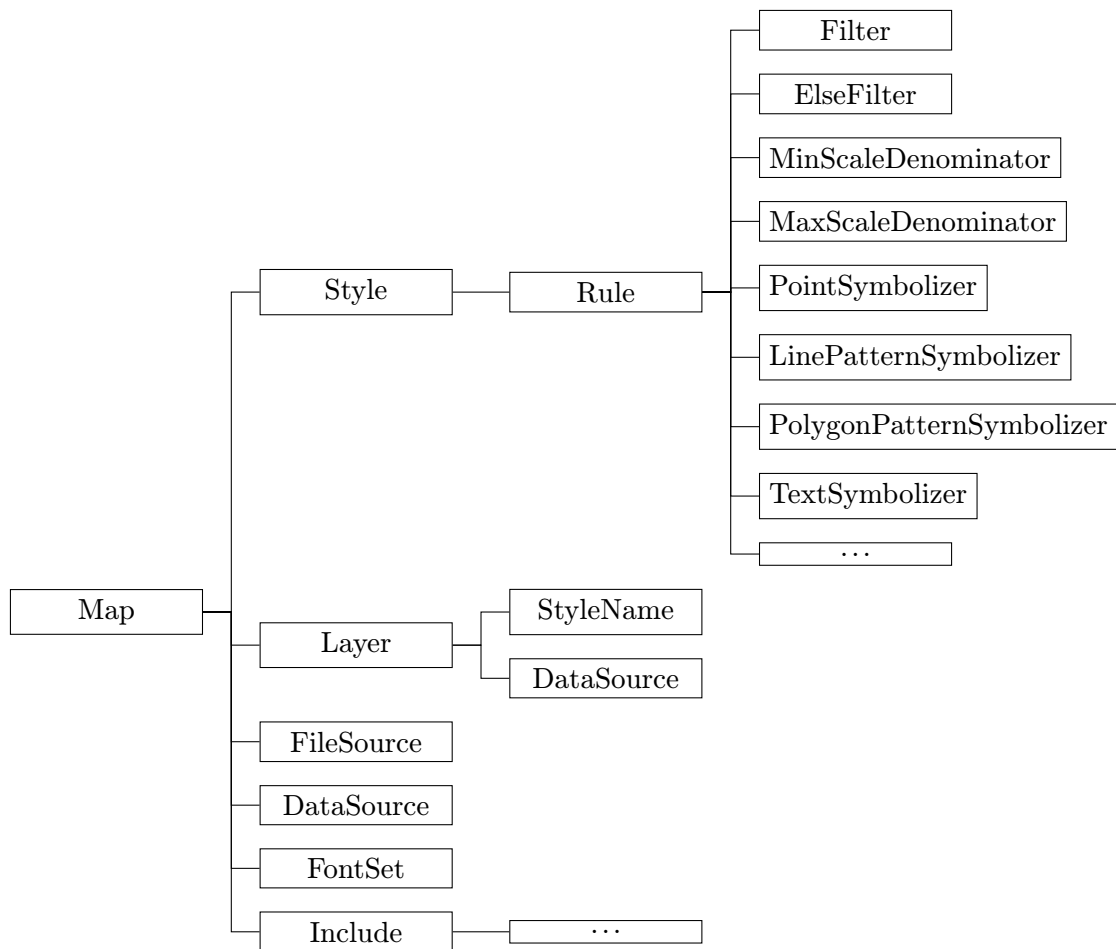 Filter
ElseFilter
MinScaleDenominator
MaxScaleDenominator
Style
Rule
PointSymbolizer
LinePatternSymbolizer
PolygonPatternSymbolizer
TextSymbolizer
...
Map
StyleName
Layer
DataSource
FileSource
DataSource
FontSet
Include
...